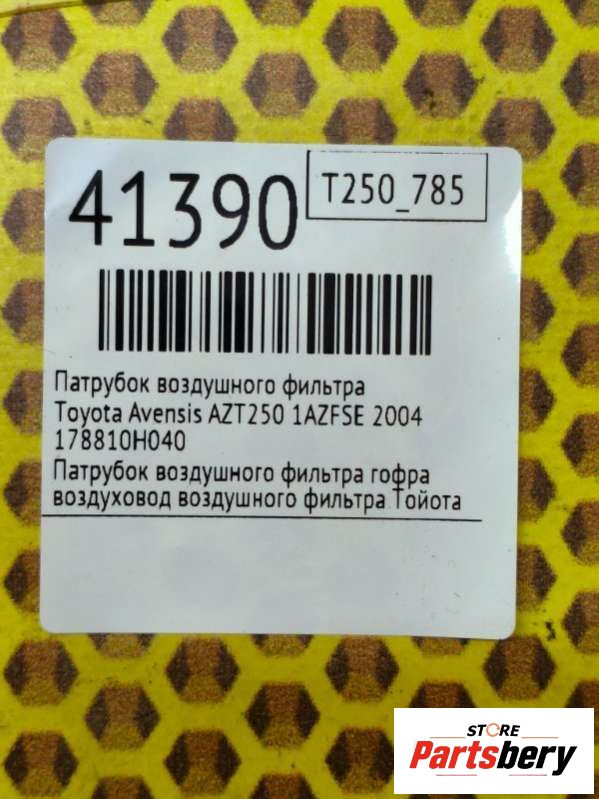 41390
T250_785
Патрубок воздушного фильтра
Toyota Avensis AZT250 1AZFSE 2004
178810H040
Патрубок воздушного фильтра гофра
воздуховод воздушного фильтра Тойота
STORE
Partsbery